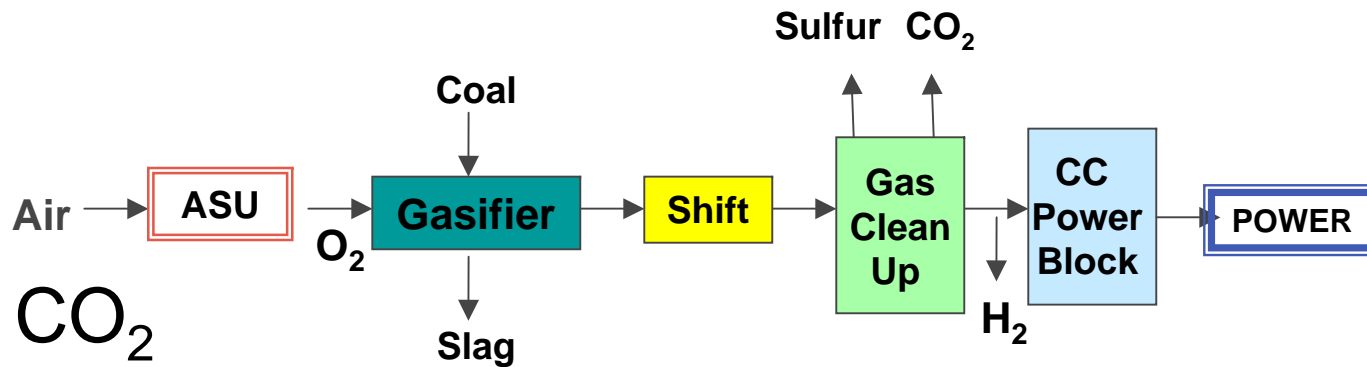 Sulfur CO₂
Coal
Air
ASU
O₂
Gasifier
Shift
Gas
Clean
Up
CC
Power
Block
POWER
H₂
CO₂
Slag